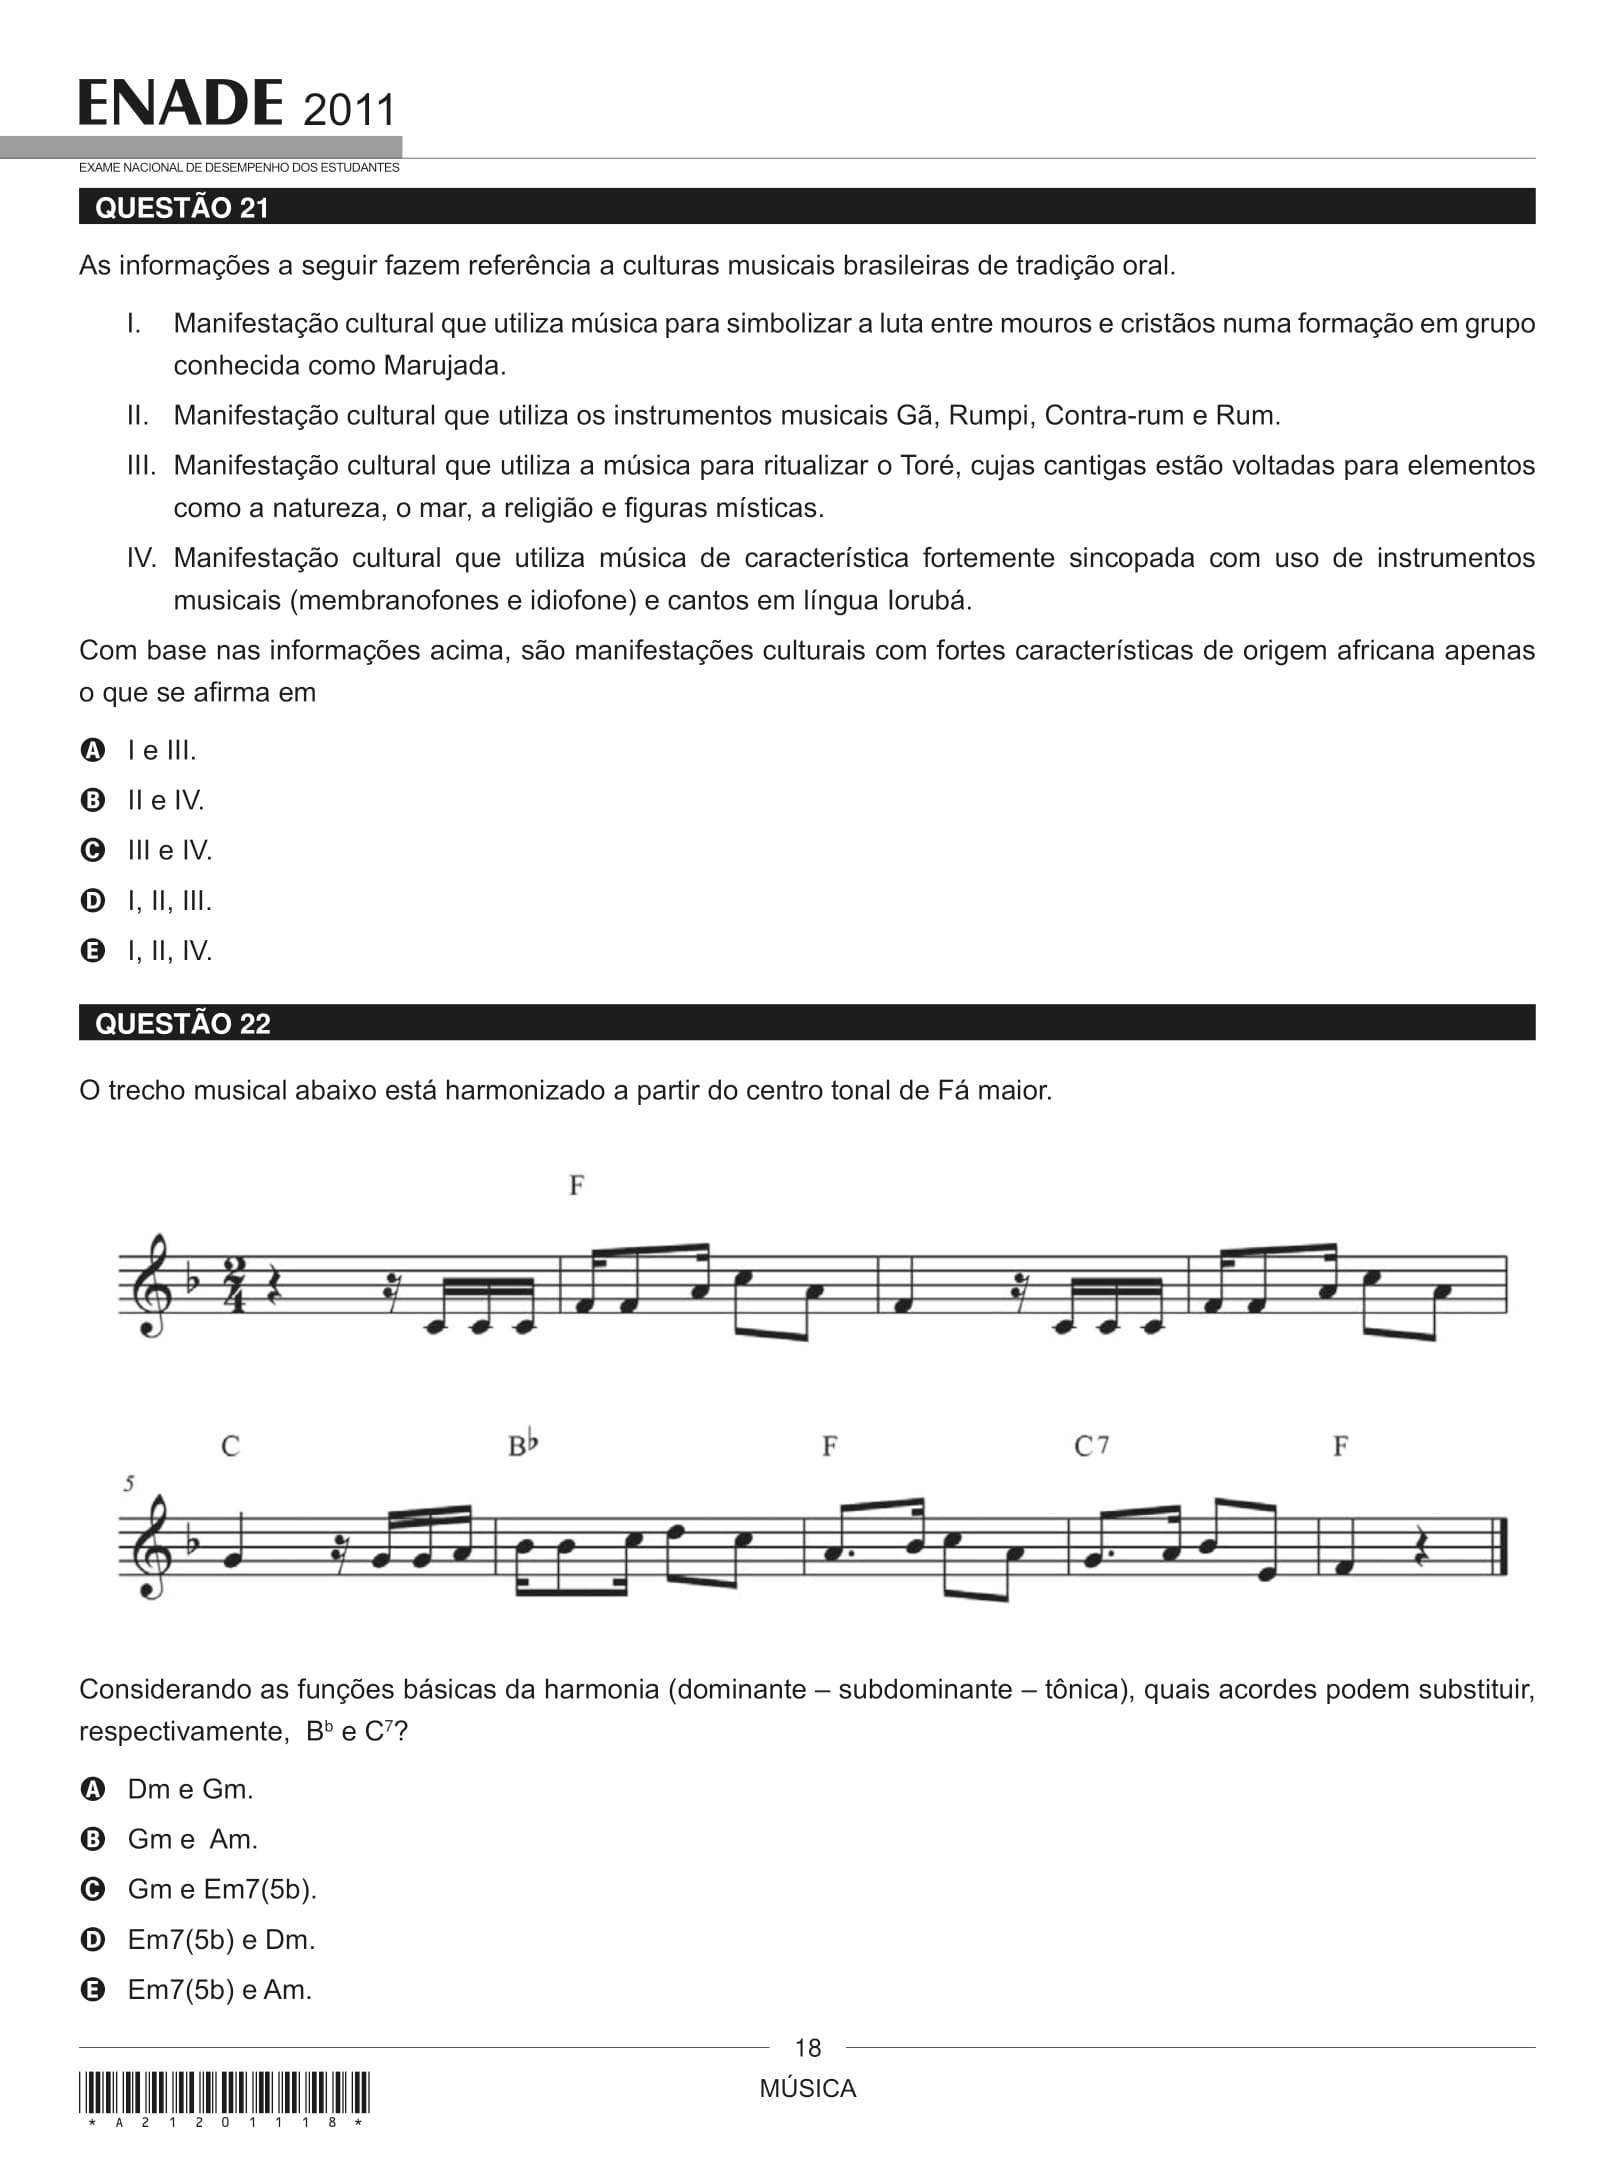 ENADE 2011
EXAME NACIONAL DE DESEMPENHO DOS ESTUDANTES
QUESTÃO 21
As informações a seguir fazem referência a culturas musicais brasileiras de tradição oral.
I. Manifestação cultural que utiliza música para simbolizar a luta entre mouros e cristãos numa formação em grupo
conhecida como Marujada.
II. Manifestação cultural que utiliza os instrumentos musicais Gã, Rumpi, Contra-rum e Rum.
III. Manifestação cultural que utiliza a música para ritualizar o Toré, cujas cantigas estão voltadas para elementos
como a natureza, o mar, a religião e figuras místicas.
IV. Manifestação cultural que utiliza música de característica fortemente sincopada com uso de instrumentos
musicais (membranofones e idiofone) e cantos em língua Iorubá.
Com base nas informações acima, são manifestações culturais com fortes características de origem africana apenas
o que se afirma em
A I e III.
B II e IV.
C III e IV.
D I, II, III.
E I, II, IV.
QUESTÃO 22
O trecho musical abaixo está harmonizado a partir do centro tonal de Fá maior.
F
2
4
C B♭ F C7 F
5
Considerando as funções básicas da harmonia (dominante – subdominante – tônica), quais acordes podem substituir,
respectivamente, Bᵇ e C⁷?
A Dm e Gm.
B Gm e Am.
C Gm e Em7(5b).
D Em7(5b) e Dm.
E Em7(5b) e Am.
18
MÚSICA
* A 2 1 2 0 1 1 1 8 *